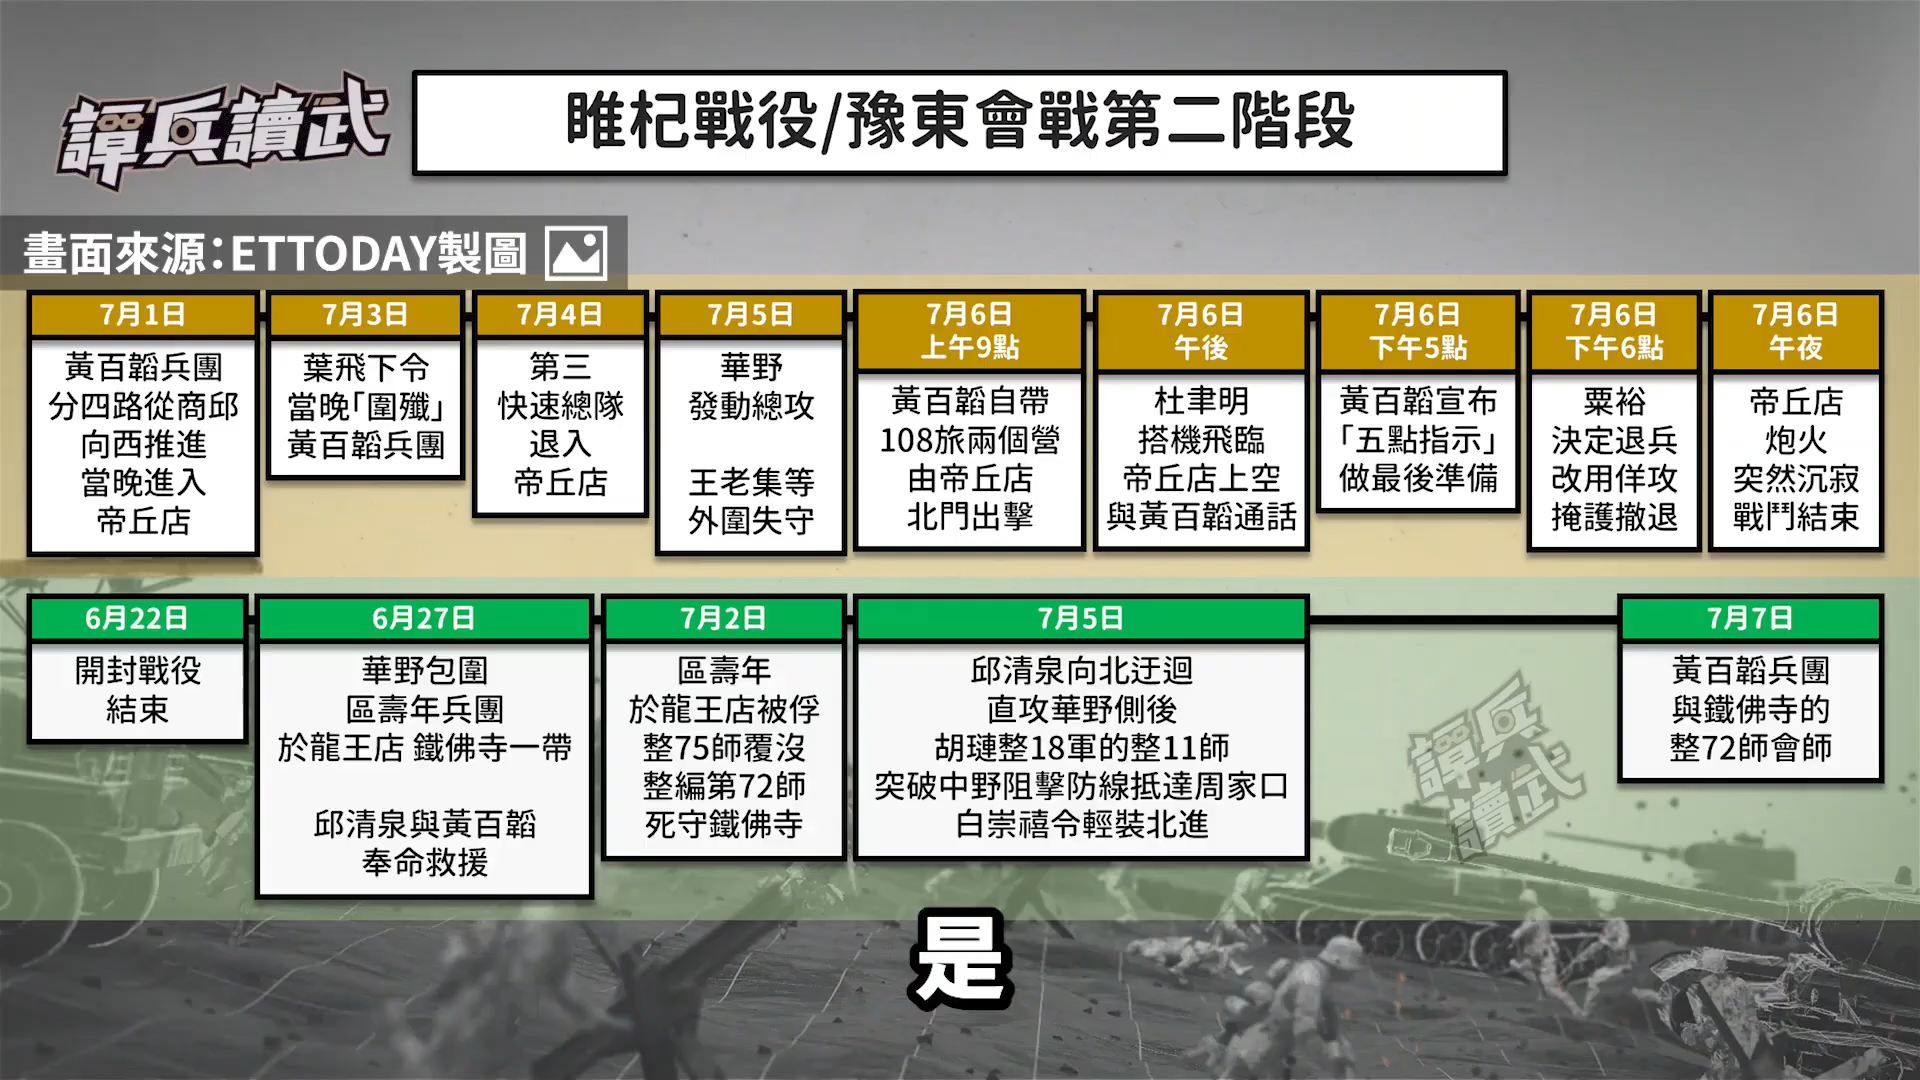 譚兵讀武
睢杞戰役/豫東會戰第二階段
畫面來源:ETTODAY製圖
7月1日
黃百韜兵團
分四路從商邱
向西推進
當晚進入
帝丘店
7月3日
葉飛下令
當晚「圍殲」
黃百韜兵團
7月4日
第三
快速總隊
退入
帝丘店
7月5日
華野
發動總攻
王老集等
外圍失守
7月6日
上午9點
黃百韜自帶
108旅兩個營
由帝丘店
北門出擊
7月6日
午後
杜聿明
搭機飛臨
帝丘店上空
與黃百韜通話
7月6日
下午5點
黃百韜宣布
「五點指示」
做最後準備
7月6日
下午6點
粟裕
決定退兵
改用佯攻
掩護撤退
7月6日
午夜
帝丘店
炮火
突然沉寂
戰鬥結束
6月22日
開封戰役
結束
6月27日
華野包圍
區壽年兵團
於龍王店 鐵佛寺一帶
邱清泉與黃百韜
奉命救援
7月2日
區壽年
於龍王店被俘
整75師覆沒
整編第72師
死守鐵佛寺
7月5日
邱清泉向北迂迴
直攻華野側後
胡璉整18軍的整11師
突破中野阻擊防線抵達周家口
白崇禧令輕裝北進
7月7日
黃百韜兵團
與鐵佛寺的
整72師會師
譚兵
讀武
是